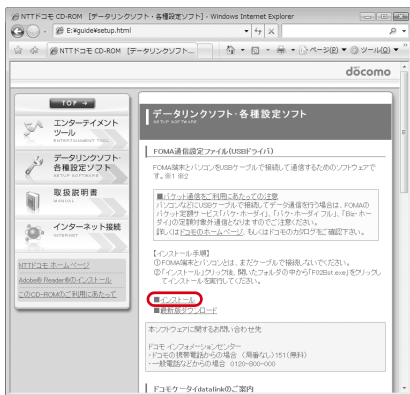 NTTドコモ CD-ROM [データリンクソフト・各種設定ソフト] - Windows Internet Explorer
E:¥guide¥setup.html
NTTドコモ CD-ROM [データリンクソフト...
ページ(P)
ツール(O)
döcomo
TOP
エンターテイメント
ツール
ENTERTAINMENT TOOL
データリンクソフト・
各種設定ソフト
SETUP SOFTWARE
取扱説明書
MANUAL
インターネット接続
INTERNET
NTTドコモ ホームページ
Adobe® Reader®のインストール
このCD-ROMのご利用にあたって
データリンクソフト・各種設定ソフト
SETUP SOFTWARE
FOMA通信設定ファイル(USBドライバ)
FOMA端末とパソコンをUSBケーブルで接続して通信するためのソフトウェアで
す。※1 ※2
■パケット通信をご利用にあたっての注意
パソコンなどにUSBケーブルで接続してデータ通信を行う場合は、FOMAの
パケット定額サービス「パケ・ホーダイ」、「パケ・ホーダイ フル」、「Biz・ホー
ダイ」の定額対象外通信となりますのでご注意ください。
詳しくはドコモのホームページ、もしくはドコモのカタログをご確認下さい。
【インストール手順】
①FOMA端末とパソコンとは、まだケーブルで接続しないでください。
②「インストール」クリック後、開いたフォルダの中から「F02Bst.exe」をクリックし
てインストールを実行してください。
■インストール
■最新版ダウンロード
本ソフトウェアに関するお問い合わせ先
ドコモ インフォメーションセンター
・ドコモの携帯電話からの場合 (局番なし)151(無料)
・一般電話などからの場合 0120-800-000
ドコモケータイdatalinkのご案内